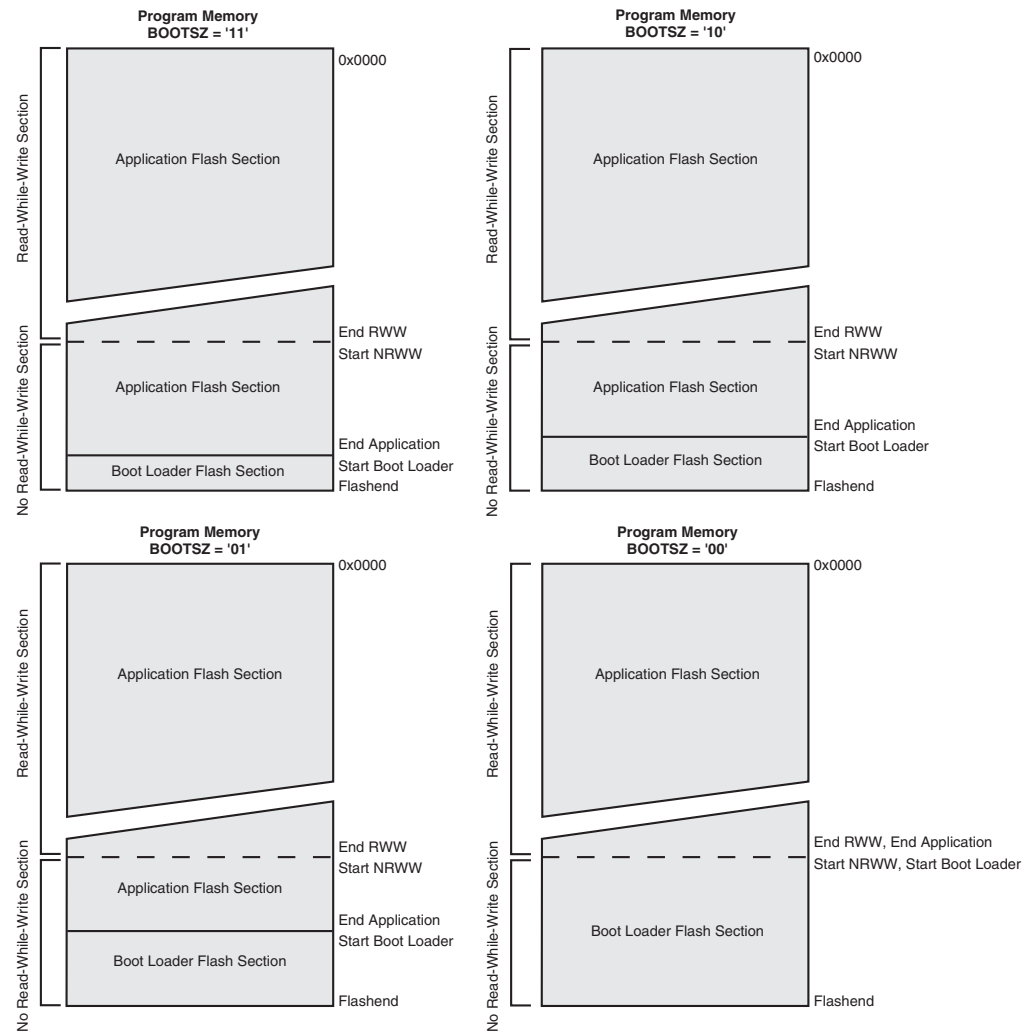 Program Memory
BOOTSZ = '11'
0x0000
Read-While-Write Section
Application Flash Section
End RWW
Start NRWW
No Read-While-Write Section
Application Flash Section
End Application
Start Boot Loader
Boot Loader Flash Section
Flashend
Program Memory
BOOTSZ = '10'
0x0000
Read-While-Write Section
Application Flash Section
End RWW
Start NRWW
No Read-While-Write Section
Application Flash Section
End Application
Start Boot Loader
Boot Loader Flash Section
Flashend
Program Memory
BOOTSZ = '01'
0x0000
Read-While-Write Section
Application Flash Section
End RWW
Start NRWW
No Read-While-Write Section
Application Flash Section
End Application
Start Boot Loader
Boot Loader Flash Section
Flashend
Program Memory
BOOTSZ = '00'
0x0000
Read-While-Write Section
Application Flash Section
End RWW, End Application
Start NRWW, Start Boot Loader
No Read-While-Write Section
Boot Loader Flash Section
Flashend